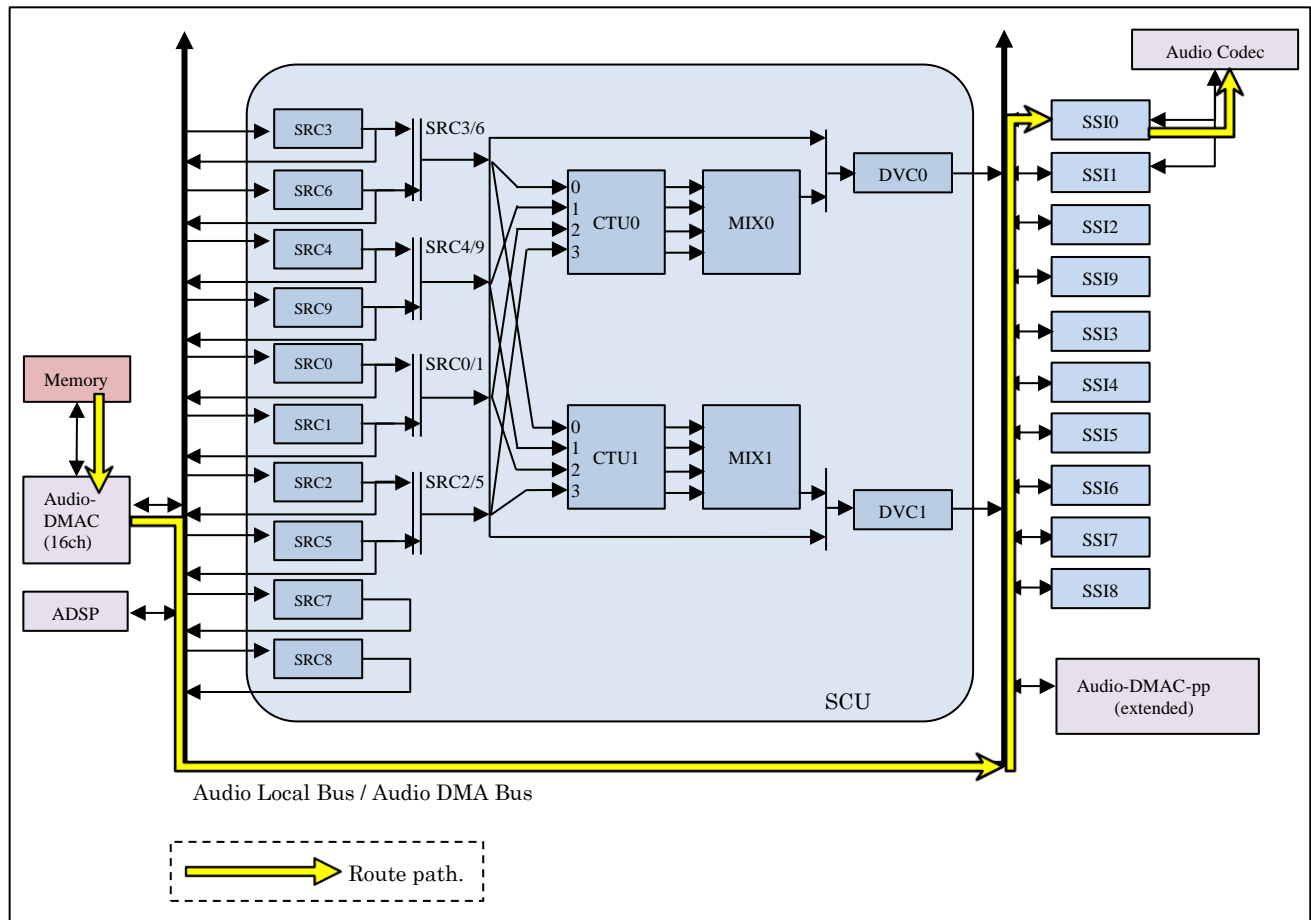 Audio Codec
SRC3
SRC3/6
SSI0
SRC6
SSI1
DVC0
0
1
2
3
CTU0
MIX0
SSI2
SRC4
SRC4/9
SSI9
SRC9
SSI3
SRC0
SRC0/1
Memory
SSI4
SRC1
0
1
2
3
CTU1
MIX1
SSI5
SRC2
SRC2/5
SSI6
Audio-
DMAC
(16ch)
DVC1
SRC5
SSI7
SRC7
SSI8
ADSP
SRC8
SCU
Audio-DMAC-pp
(extended)
Audio Local Bus / Audio DMA Bus
Route path.